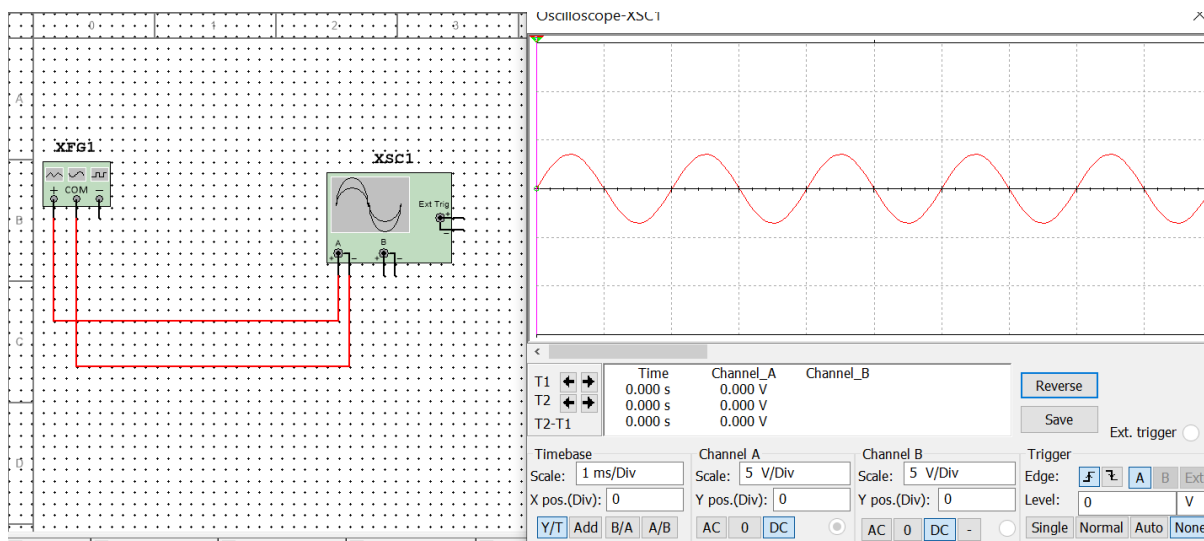 Oscilloscope-XSC1
0 1 2 3
A
B
C
D
XFG1
+ COM −
XSC1
Ext Trig
+
−
A B
+ − + −
T1
T2
T2-T1
Time Channel_A Channel_B
0.000 s 0.000 V
0.000 s 0.000 V
0.000 s 0.000 V
Reverse
Save
Ext. trigger
Timebase
Scale: 1 ms/Div
X pos.(Div): 0
Y/T Add B/A A/B
Channel A
Scale: 5 V/Div
Y pos.(Div): 0
AC 0 DC
Channel B
Scale: 5 V/Div
Y pos.(Div): 0
AC 0 DC -
Trigger
Edge: A B Ext
Level: 0 V
Single Normal Auto None